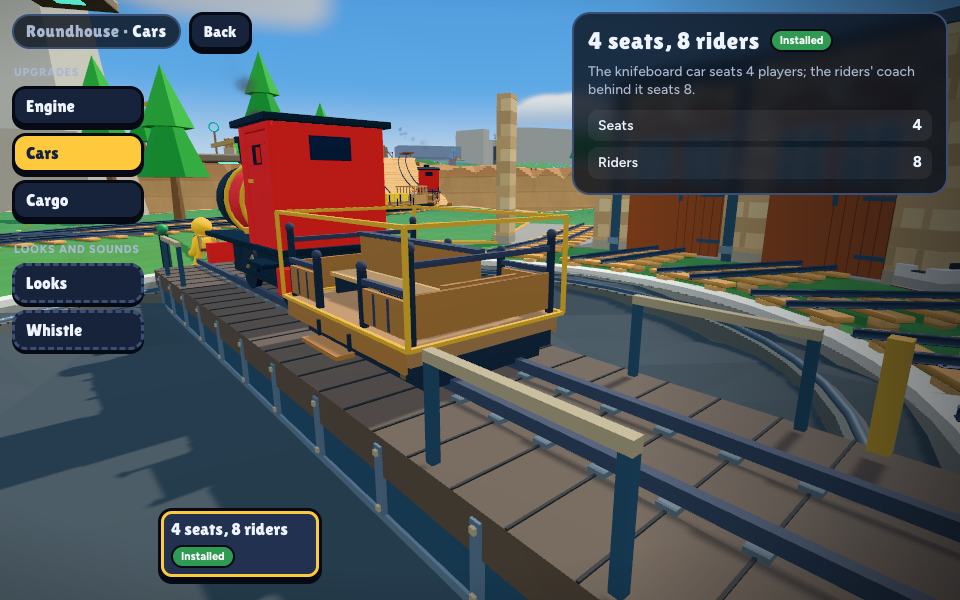 Roundhouse · Cars
Back
UPGRADES
Engine
Cars
Cargo
LOOKS AND SOUNDS
Looks
Whistle
4 seats, 8 riders
Installed
The knifeboard car seats 4 players; the riders' coach
behind it seats 8.
Seats 4
Riders 8
4 seats, 8 riders
Installed